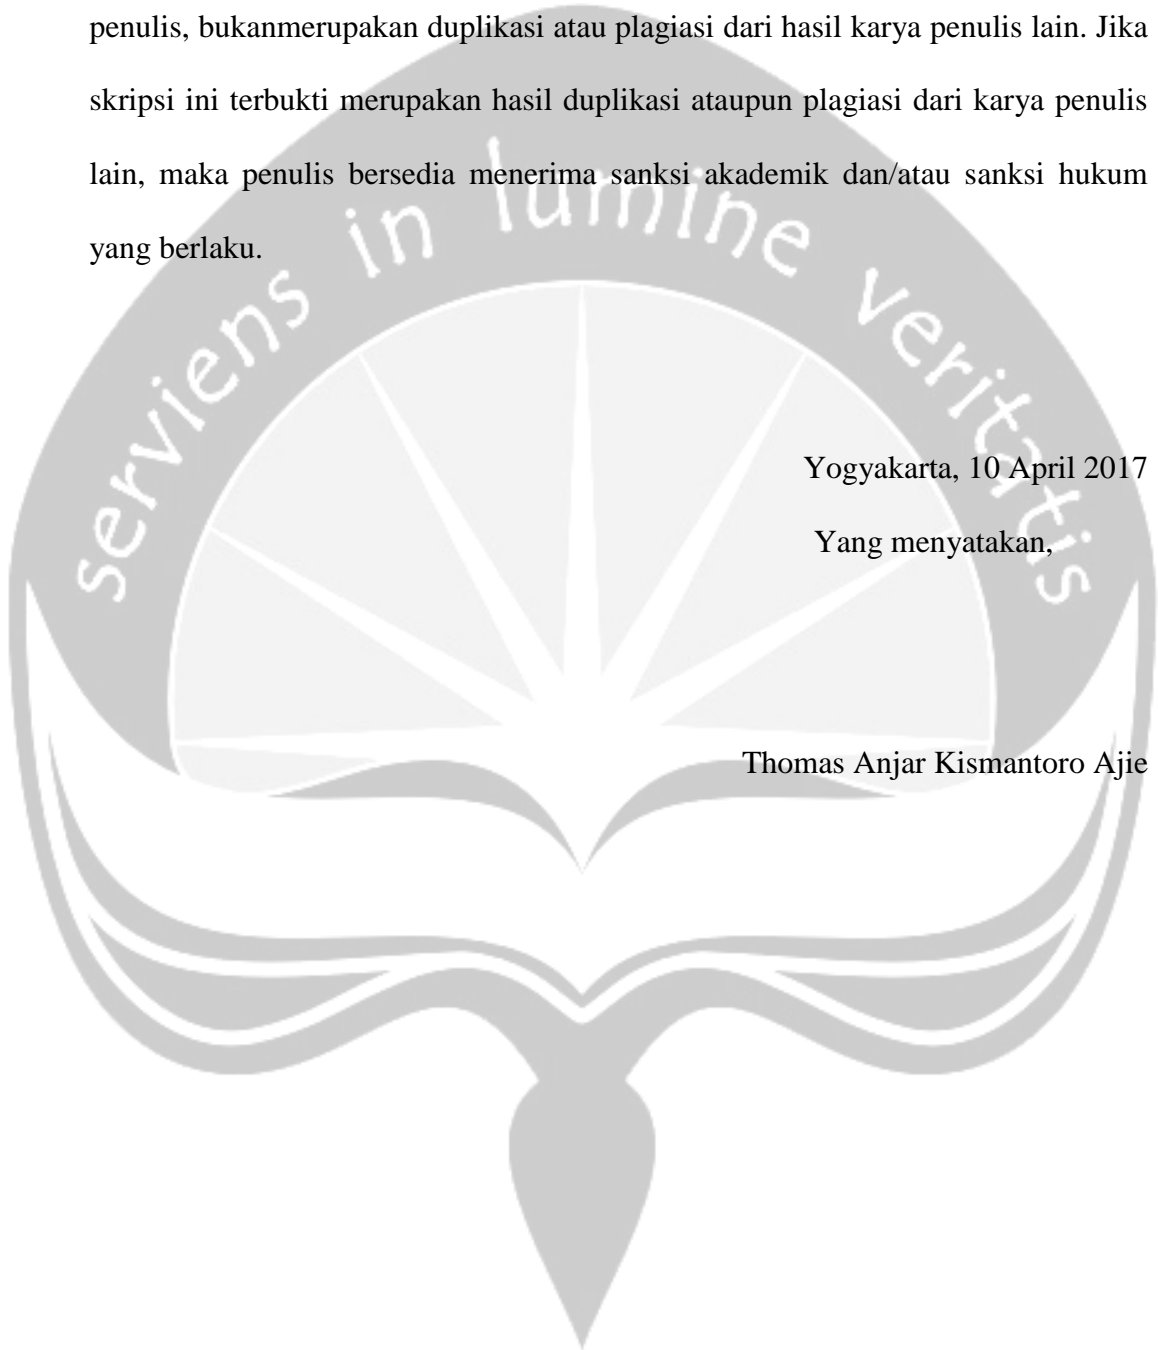 penulis, bukanmerupakan duplikasi atau plagiasi dari hasil karya penulis lain. Jika
skripsi ini terbukti merupakan hasil duplikasi ataupun plagiasi dari karya penulis
lain, maka penulis bersedia menerima sanksi akademik dan/atau sanksi hukum
yang berlaku.
serviens in lumine veritatis
Yogyakarta, 10 April 2017
Yang menyatakan,
Thomas Anjar Kismantoro Ajie